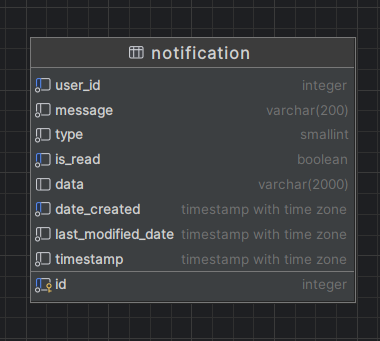 notification
user_id integer
message varchar(200)
type smallint
is_read boolean
data varchar(2000)
date_created timestamp with time zone
last_modified_date timestamp with time zone
timestamp timestamp with time zone
id integer